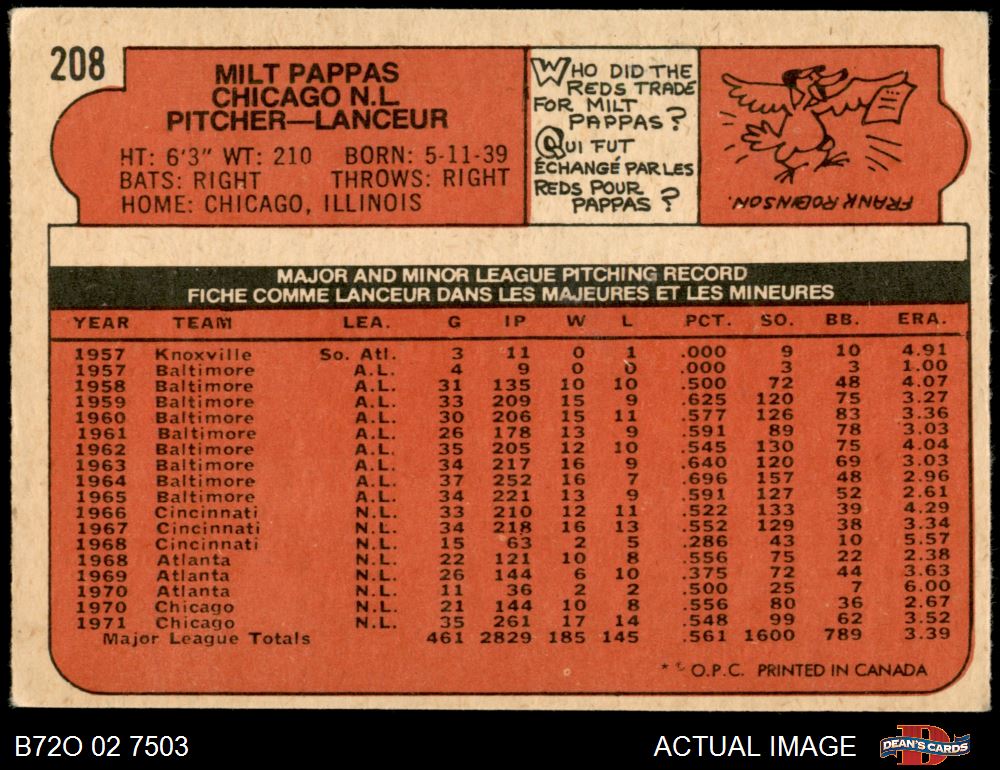 208
MILT PAPPAS
CHICAGO N.L.
PITCHER—LANCEUR
HT: 6'3" WT: 210 BORN: 5-11-39
BATS: RIGHT THROWS: RIGHT
HOME: CHICAGO, ILLINOIS
WHO DID THE
REDS TRADE
FOR MILT
PAPPAS?
QUI FUT
ÉCHANGÉ PAR LES
REDS POUR
PAPPAS?
FRANK ROBINSON.
MAJOR AND MINOR LEAGUE PITCHING RECORD
FICHE COMME LANCEUR DANS LES MAJEURES ET LES MINEURES
YEAR TEAM LEA. G IP W L PCT. SO. BB. ERA.
1957 Knoxville So. Atl. 3 11 0 1 .000 9 10 4.91
1957 Baltimore A.L. 4 9 0 0 .000 3 3 1.00
1958 Baltimore A.L. 31 135 10 10 .500 72 48 4.07
1959 Baltimore A.L. 33 209 15 9 .625 120 75 3.27
1960 Baltimore A.L. 30 206 15 11 .577 126 83 3.36
1961 Baltimore A.L. 26 178 13 9 .591 89 78 3.03
1962 Baltimore A.L. 35 205 12 10 .545 130 75 4.04
1963 Baltimore A.L. 34 217 16 9 .640 120 69 3.03
1964 Baltimore A.L. 37 252 16 7 .696 157 48 2.96
1965 Baltimore A.L. 34 221 13 9 .591 127 52 2.61
1966 Cincinnati N.L. 33 210 12 11 .522 133 39 4.29
1967 Cincinnati N.L. 34 218 16 13 .552 129 38 3.34
1968 Cincinnati N.L. 15 63 2 5 .286 43 10 5.57
1968 Atlanta N.L. 22 121 10 8 .556 75 22 2.38
1969 Atlanta N.L. 26 144 6 10 .375 72 44 3.63
1970 Atlanta N.L. 11 36 2 2 .500 25 7 6.00
1970 Chicago N.L. 21 144 10 8 .556 80 36 2.67
1971 Chicago N.L. 35 261 17 14 .548 99 62 3.52
Major League Totals 461 2829 185 145 .561 1600 789 3.39
* © O.P.C. PRINTED IN CANADA
B72O 02 7503
ACTUAL IMAGE
DEAN'S CARDS